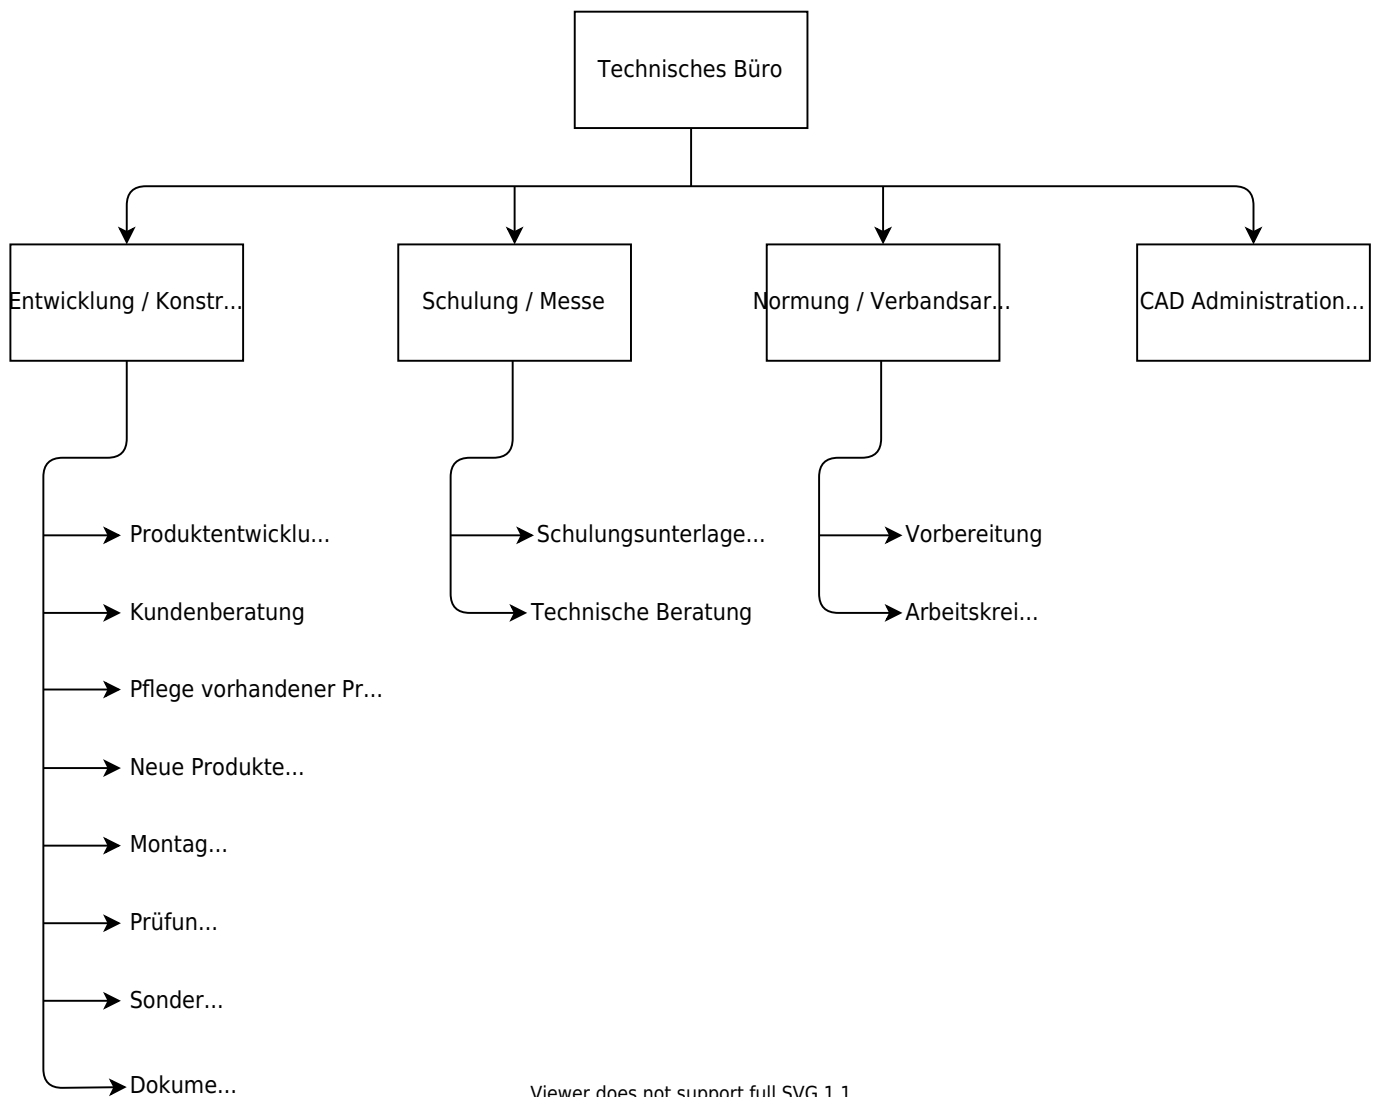 Technisches Büro
Entwicklung / Konstr...
Schulung / Messe
Normung / Verbandsar...
CAD Administration...
Produktentwicklu...
Kundenberatung
Pflege vorhandener Pr...
Neue Produkte...
Montag...
Prüfun...
Sonder...
Dokume...
Schulungsunterlage...
Technische Beratung
Vorbereitung
Arbeitskrei...
Viewer does not support full SVG 1.1